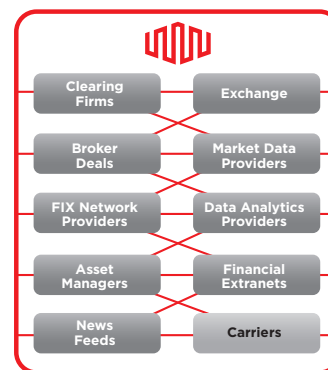 Clearing
Firms
Exchange
Broker
Deals
Market Data
Providers
FIX Network
Providers
Data Analytics
Providers
Asset
Managers
Financial
Extranets
News
Feeds
Carriers